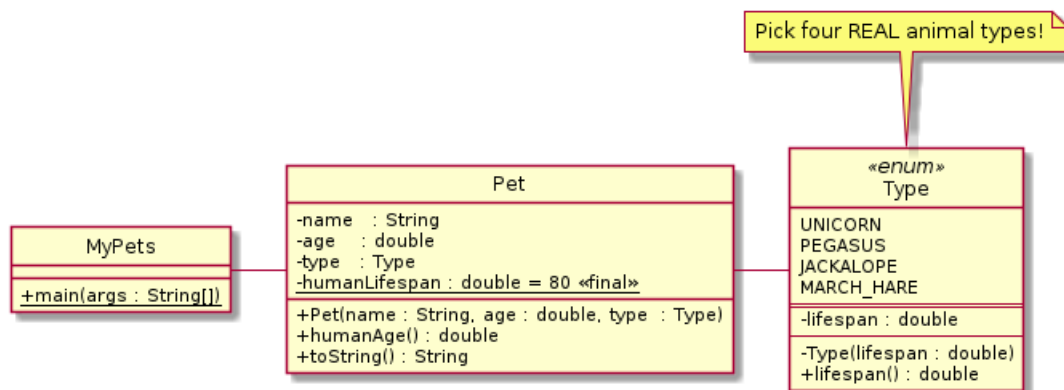 Pick four REAL animal types!
MyPets
+main(args : String[])
Pet
-name : String
-age : double
-type : Type
-humanLifespan : double = 80 «final»
+Pet(name : String, age : double, type : Type)
+humanAge() : double
+toString() : String
«enum»
Type
UNICORN
PEGASUS
JACKALOPE
MARCH_HARE
-lifespan : double
-Type(lifespan : double)
+lifespan() : double